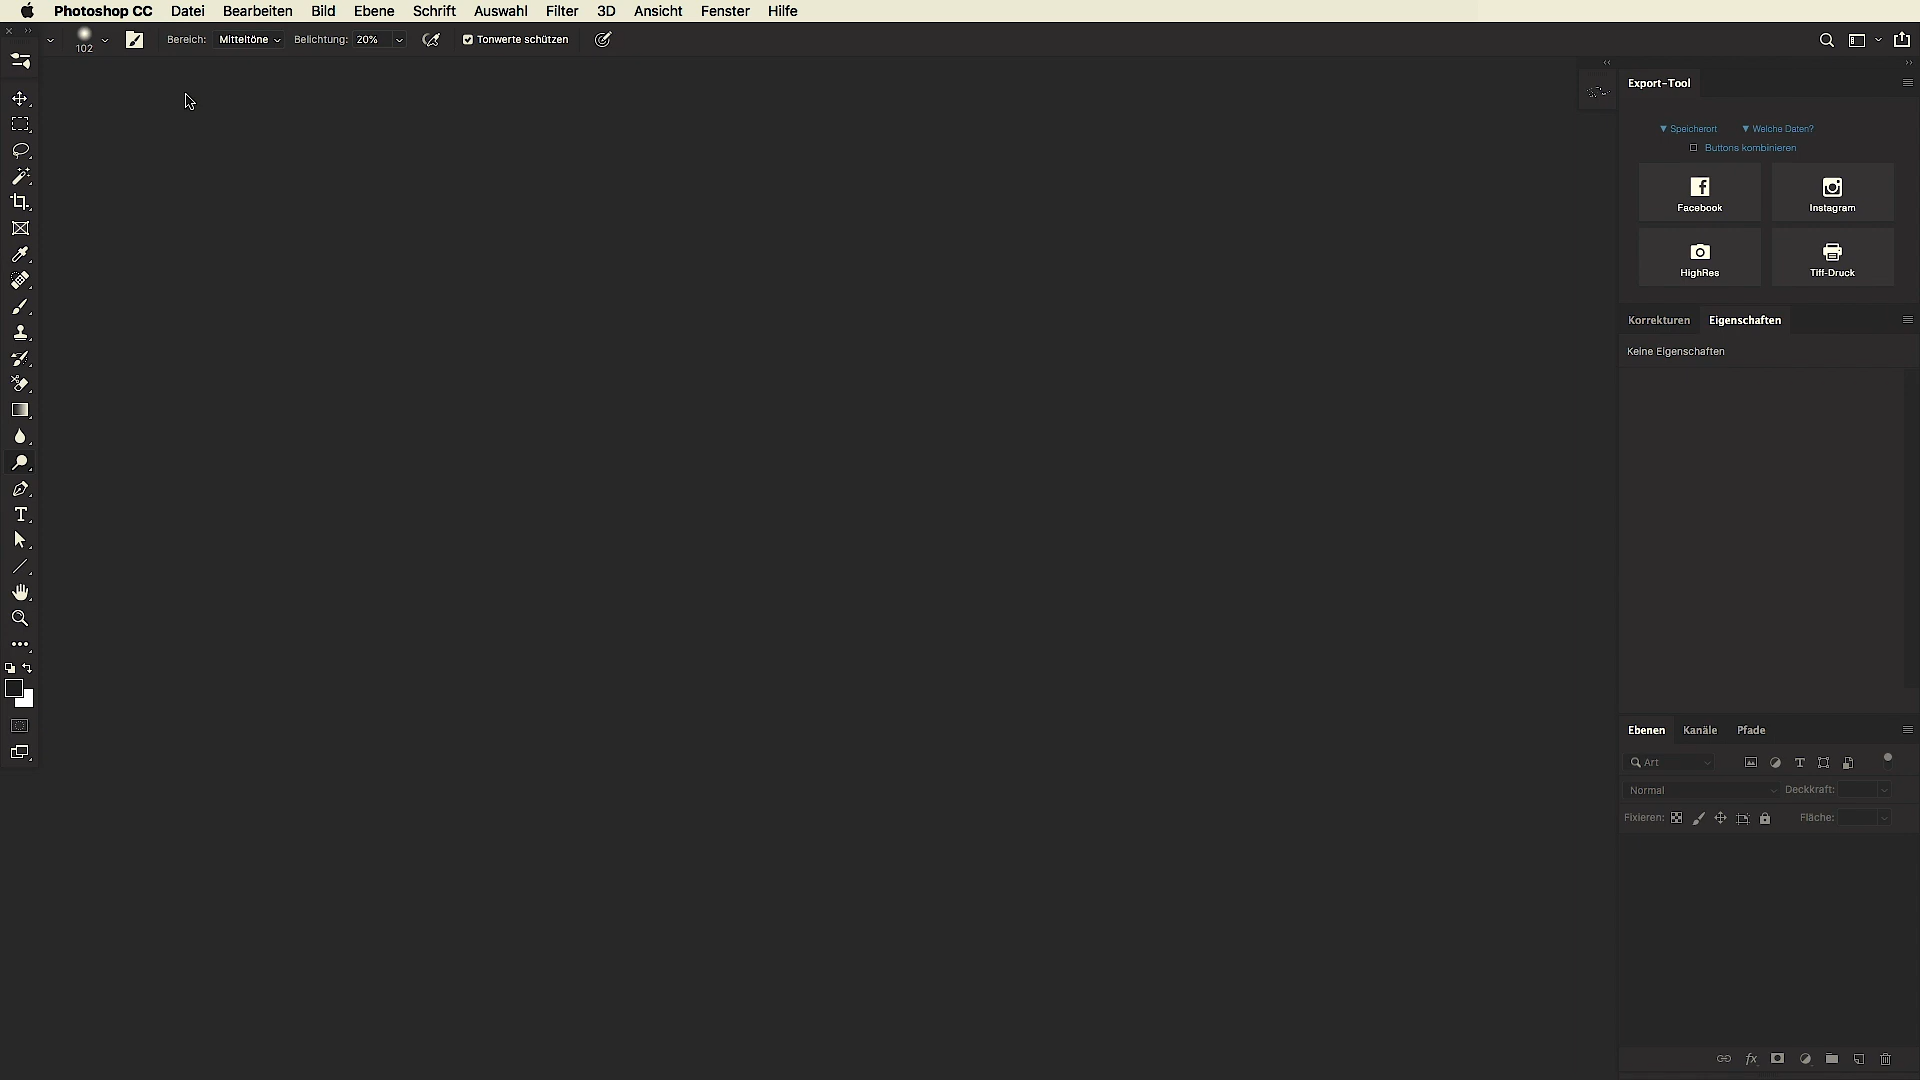 Photoshop CC Datei Bearbeiten Bild Ebene Schrift Auswahl Filter 3D Ansicht Fenster Hilfe
102 Bereich: Mitteltöne Belichtung: 20% Tonwerte schützen
Export-Tool
Speicherort Welche Daten?
Buttons kombinieren
Facebook Instagram
HighRes Tiff-Druck
Korrekturen Eigenschaften
Keine Eigenschaften
Ebenen Kanäle Pfade
Art
Normal Deckkraft:
Fixieren: Fläche: